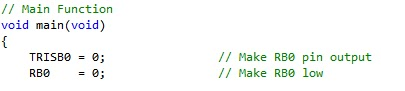 // Main Function
void main(void)
{
    TRISB0 = 0;                // Make RB0 pin output
    RB0    = 0;                // Make RB0 low